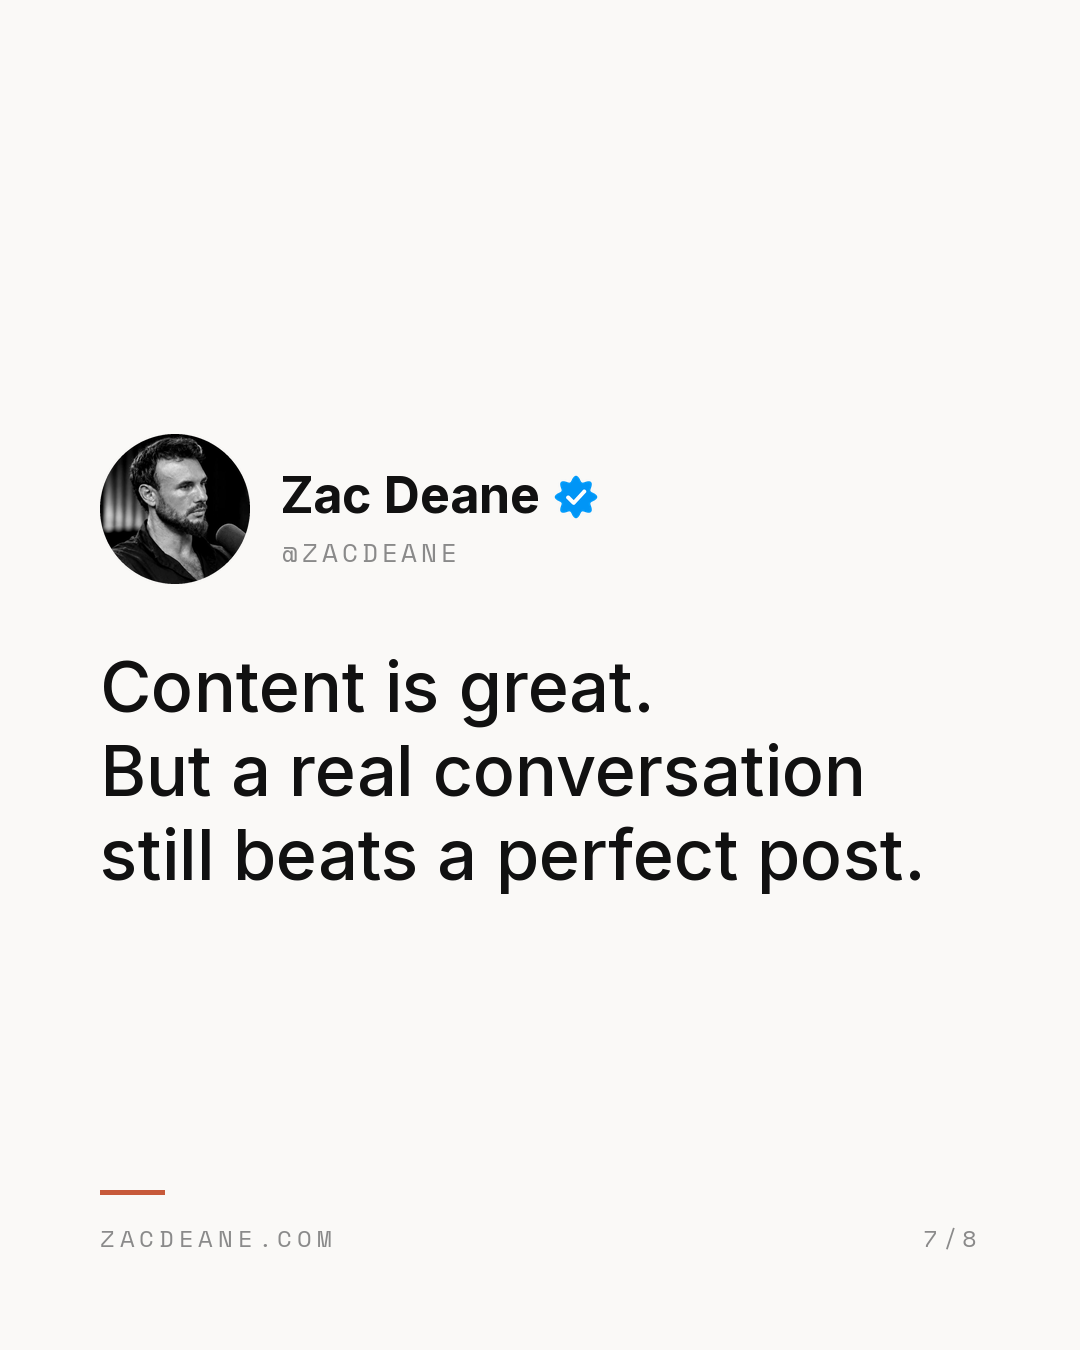 Zac Deane
@ZACDEANE
Content is great.
But a real conversation
still beats a perfect post.
ZACDEANE.COM
7/8